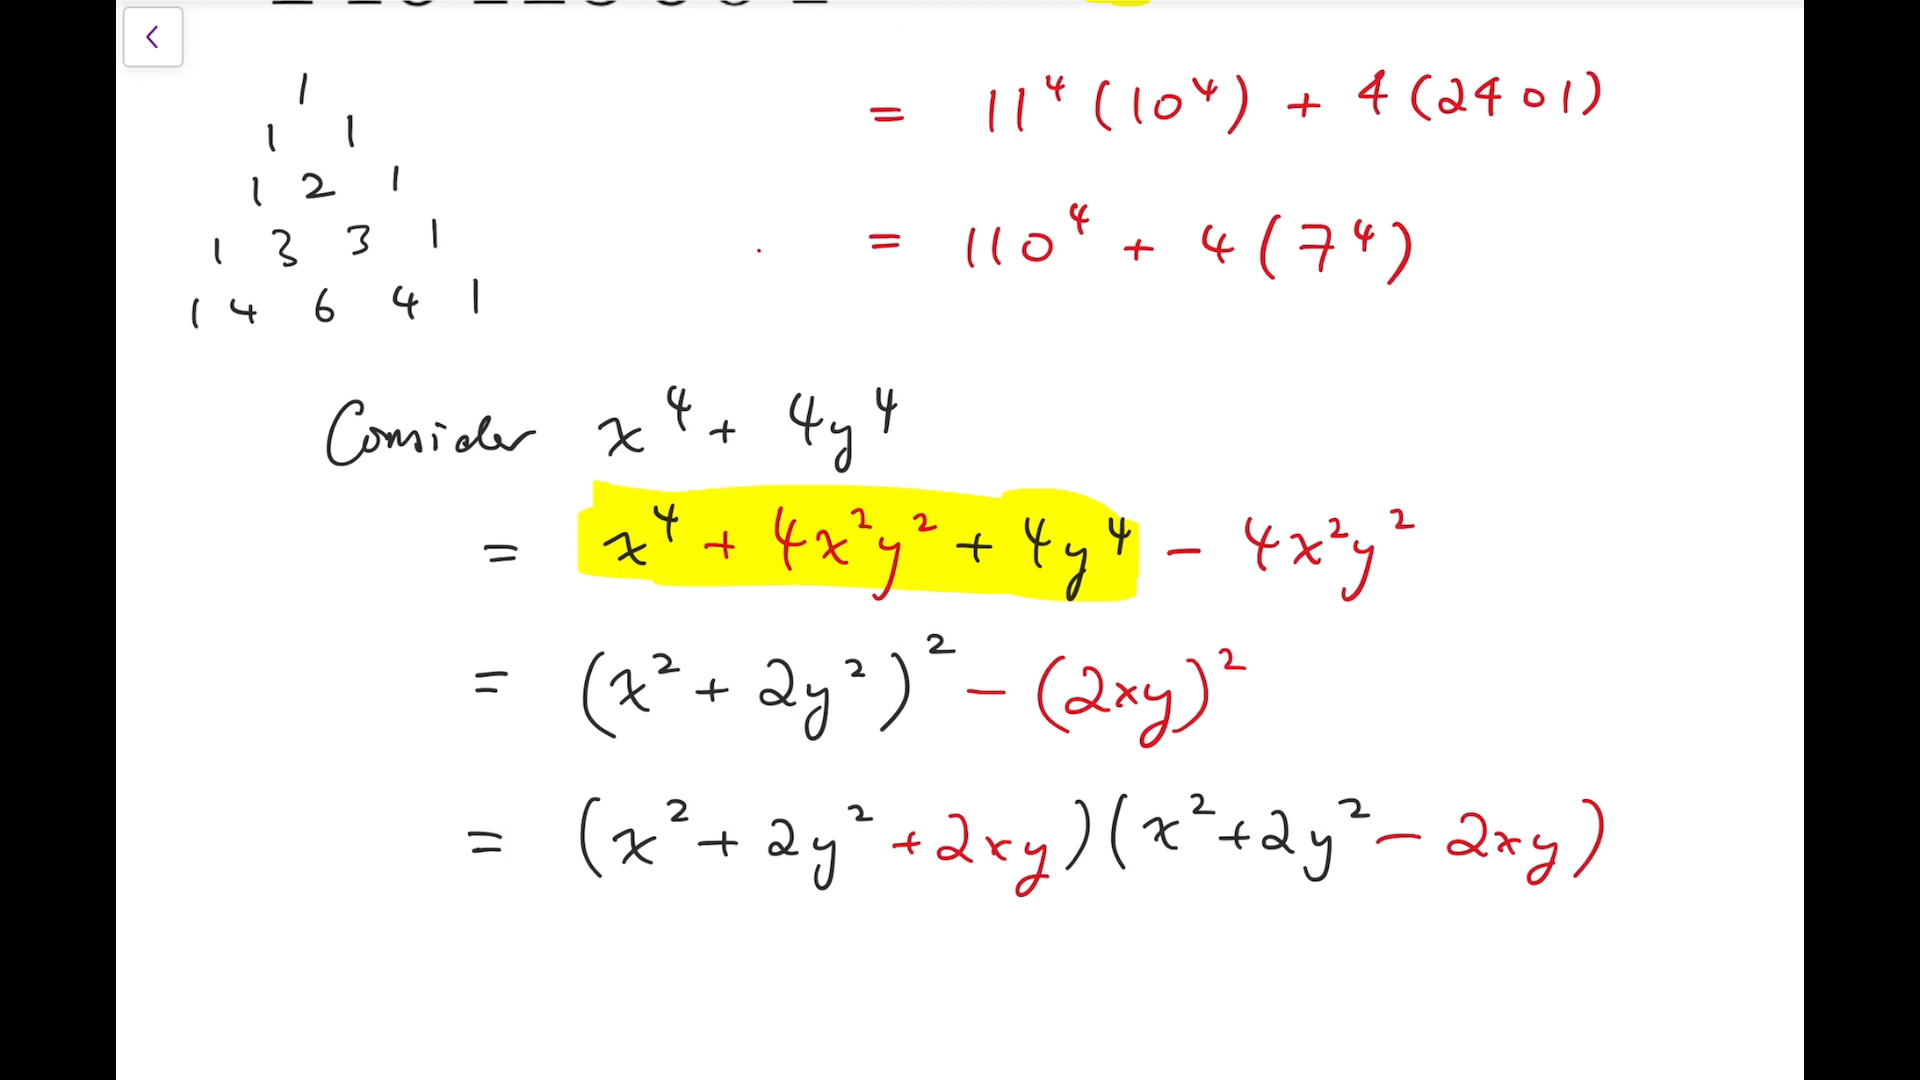 1
1 1
1 2 1
1 3 3 1
1 4 6 4 1
= 11⁴(10⁴) + 4(2401)
= 110⁴ + 4(7⁴)
Consider x⁴ + 4y⁴
= x⁴ + 4x²y² + 4y⁴ - 4x²y²
= (x² + 2y²)² - (2xy)²
= (x² + 2y² + 2xy)(x² + 2y² - 2xy)